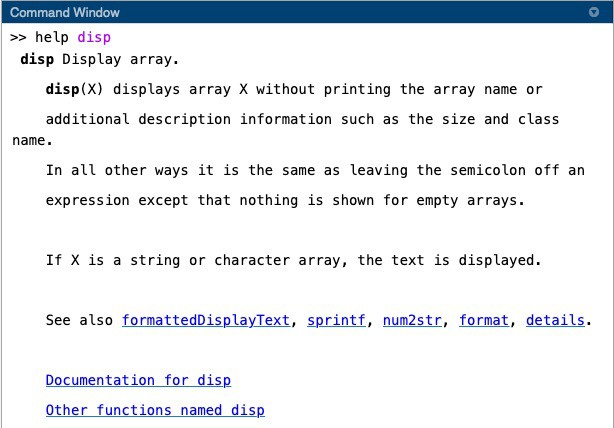 Command Window
>> help disp
disp Display array.
disp(X) displays array X without printing the array name or
additional description information such as the size and class
name.
In all other ways it is the same as leaving the semicolon off an
expression except that nothing is shown for empty arrays.
If X is a string or character array, the text is displayed.
See also formattedDisplayText, sprintf, num2str, format, details.
Documentation for disp
Other functions named disp